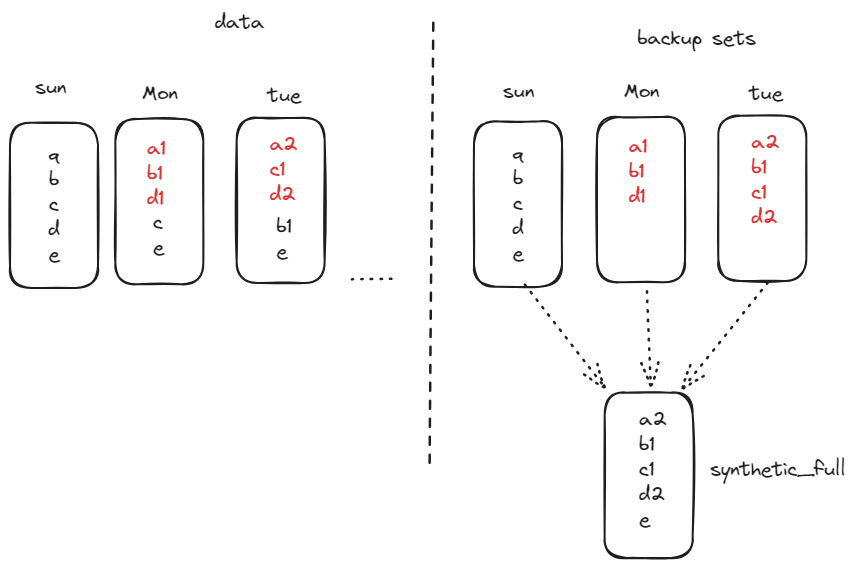 data
backup sets
sun
Mon
tue
a
b
c
d
e
a1
b1
d1
c
e
a2
c1
d2
b1
e
sun
Mon
tue
a
b
c
d
e
a1
b1
d1
a2
b1
c1
d2
a2
b1
c1
d2
e
synthetic_full